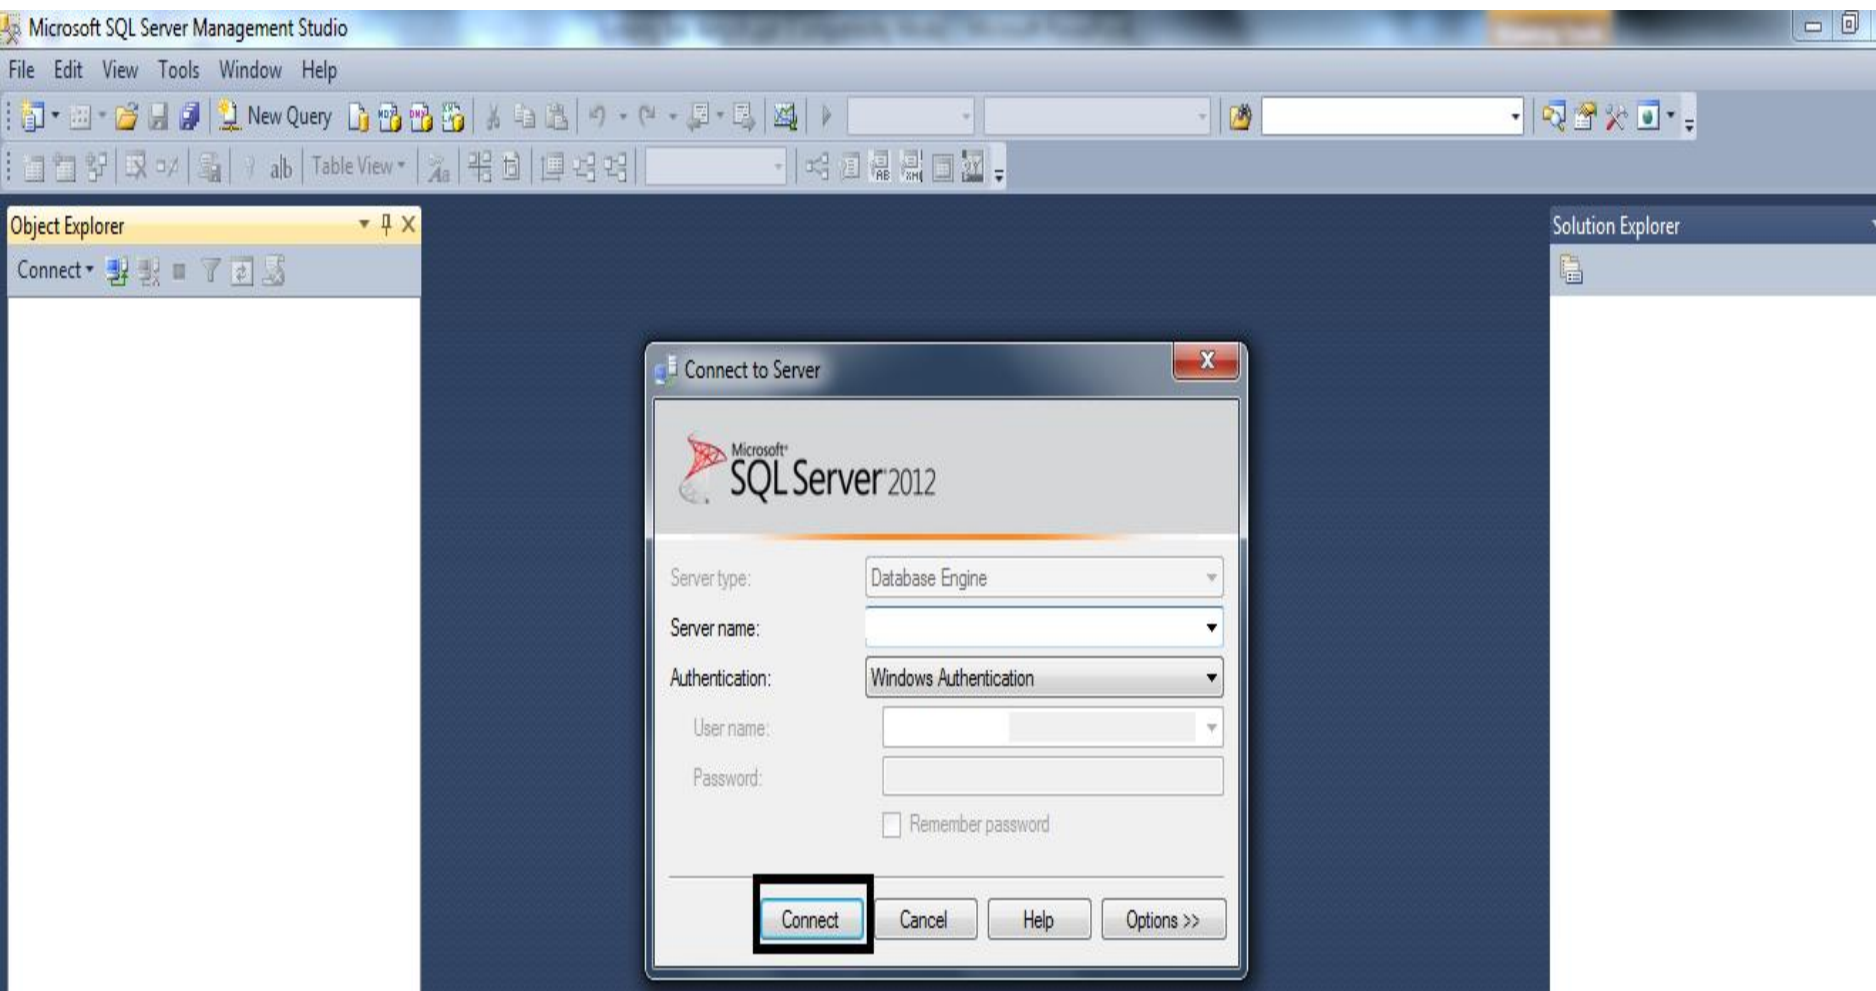 Microsoft SQL Server Management Studio
File Edit View Tools Window Help
New Query
ab Table View
Object Explorer
Solution Explorer
Connect
Connect to Server
Microsoft®
SQL Server® 2012
Server type: Database Engine
Server name:
Authentication: Windows Authentication
User name:
Password:
Remember password
Connect Cancel Help Options >>